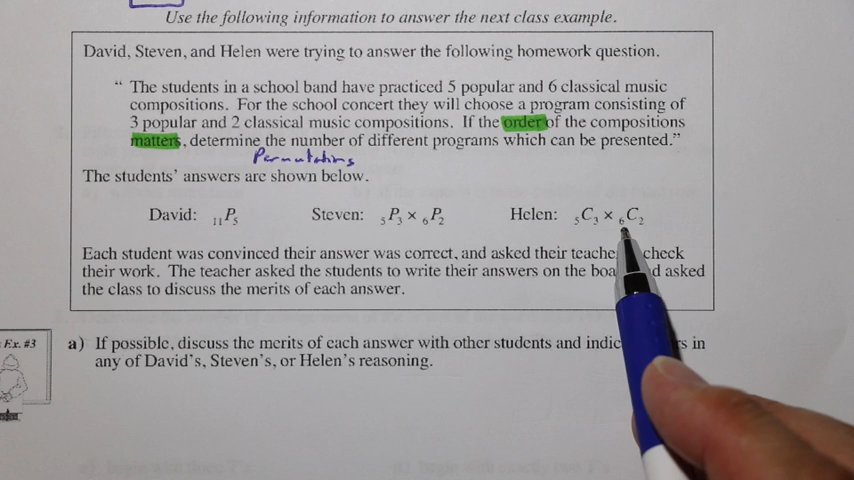 Use the following information to answer the next class example.
David, Steven, and Helen were trying to answer the following homework question.
“ The students in a school band have practiced 5 popular and 6 classical music
compositions. For the school concert they will choose a program consisting of
3 popular and 2 classical music compositions. If the order of the compositions
matters, determine the number of different programs which can be presented.”
Permutations
The students’ answers are shown below.
David: ₁₁P₅ Steven: ₅P₃ × ₆P₂ Helen: ₅C₃ × ₆C₂
Each student was convinced their answer was correct, and asked their teache check
their work. The teacher asked the students to write their answers on the boa d asked
the class to discuss the merits of each answer.
Ex. #3
a) If possible, discuss the merits of each answer with other students and indic s in
any of David’s, Steven’s, or Helen’s reasoning.